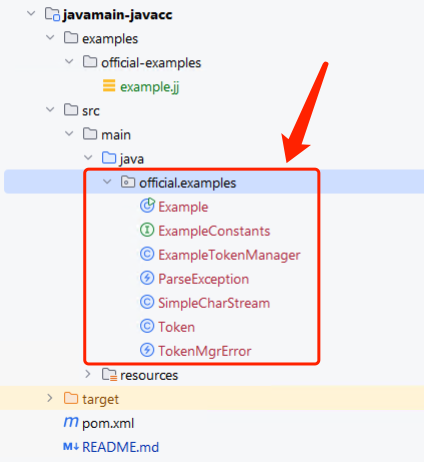 javamain-javacc
examples
official-examples
example.jj
src
main
java
official.examples
Example
ExampleConstants
ExampleTokenManager
ParseException
SimpleCharStream
Token
TokenMgrError
resources
target
pom.xml
README.md